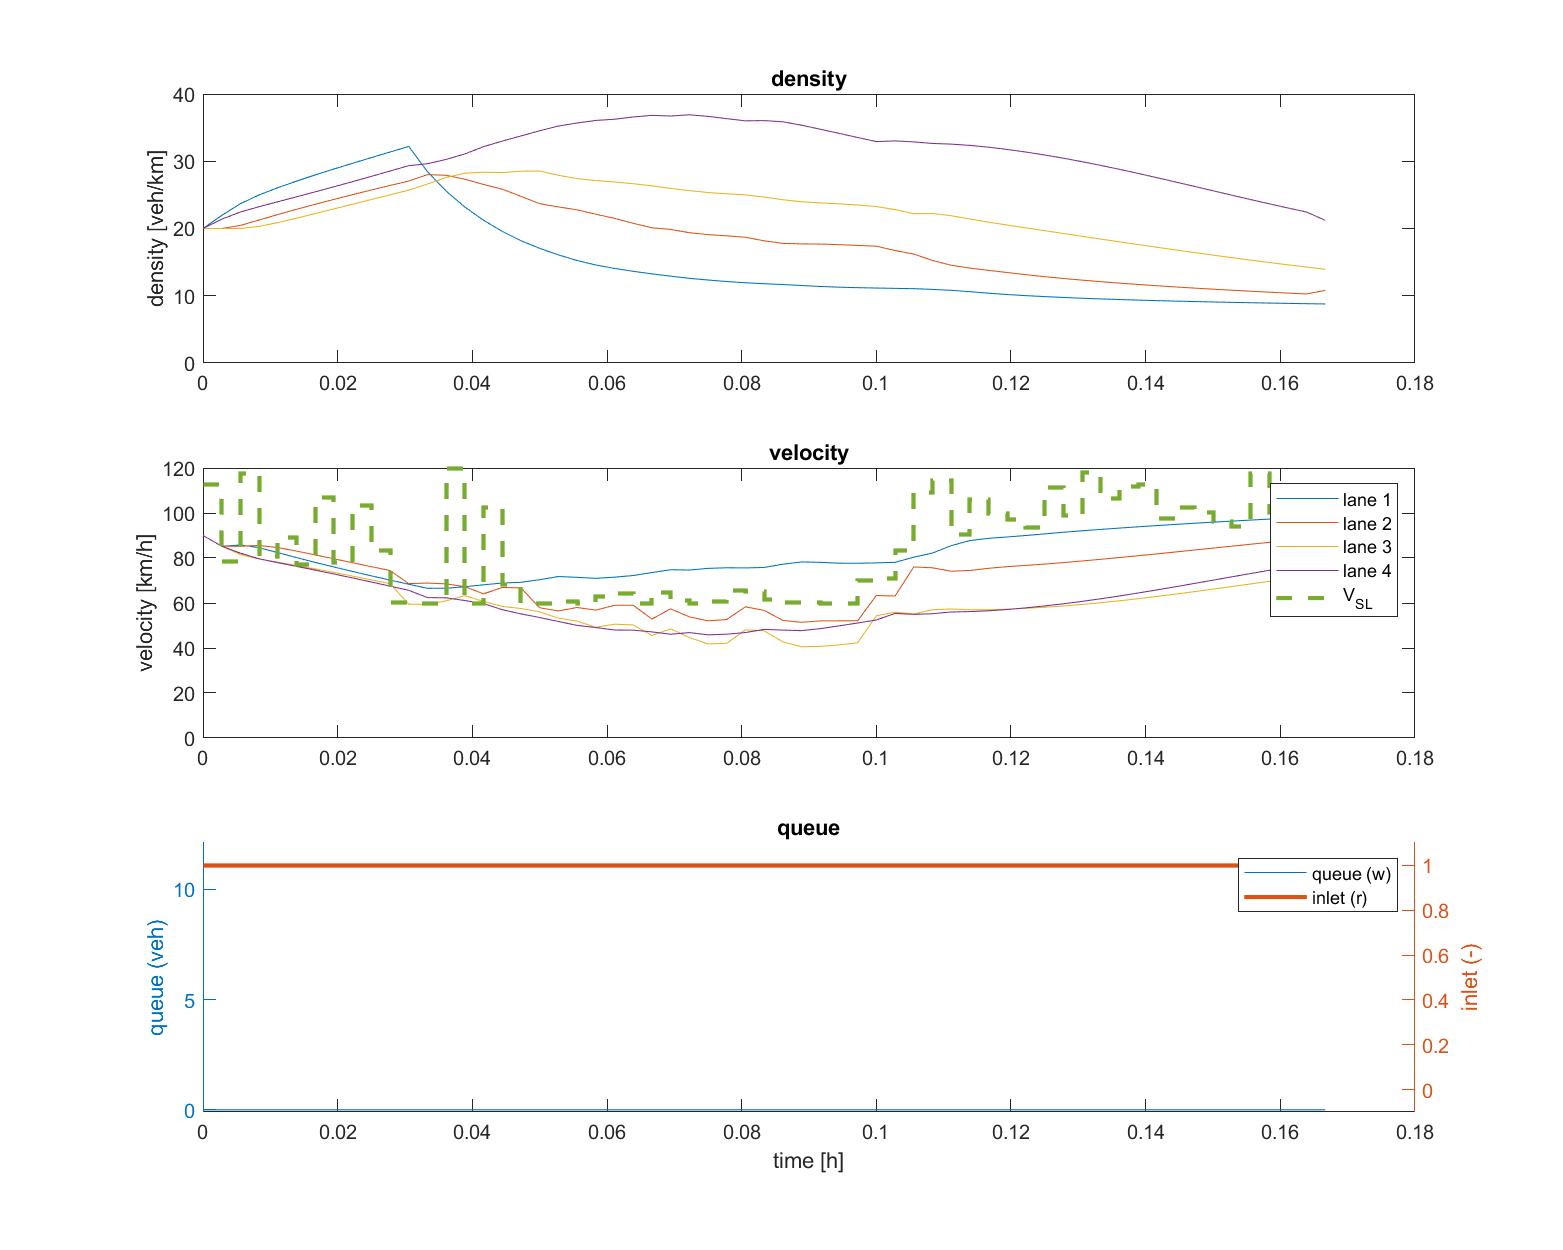 density
40
30
20
10
0
density [veh/km]
0 0.02 0.04 0.06 0.08 0.1 0.12 0.14 0.16 0.18
velocity
120
100
80
60
40
20
0
velocity [km/h]
lane 1
lane 2
lane 3
lane 4
V_SL
0 0.02 0.04 0.06 0.08 0.1 0.12 0.14 0.16 0.18
queue
10
5
0
queue (veh)
queue (w)
inlet (r)
1
0.8
0.6
0.4
0.2
0
inlet (-)
0 0.02 0.04 0.06 0.08 0.1 0.12 0.14 0.16 0.18
time [h]